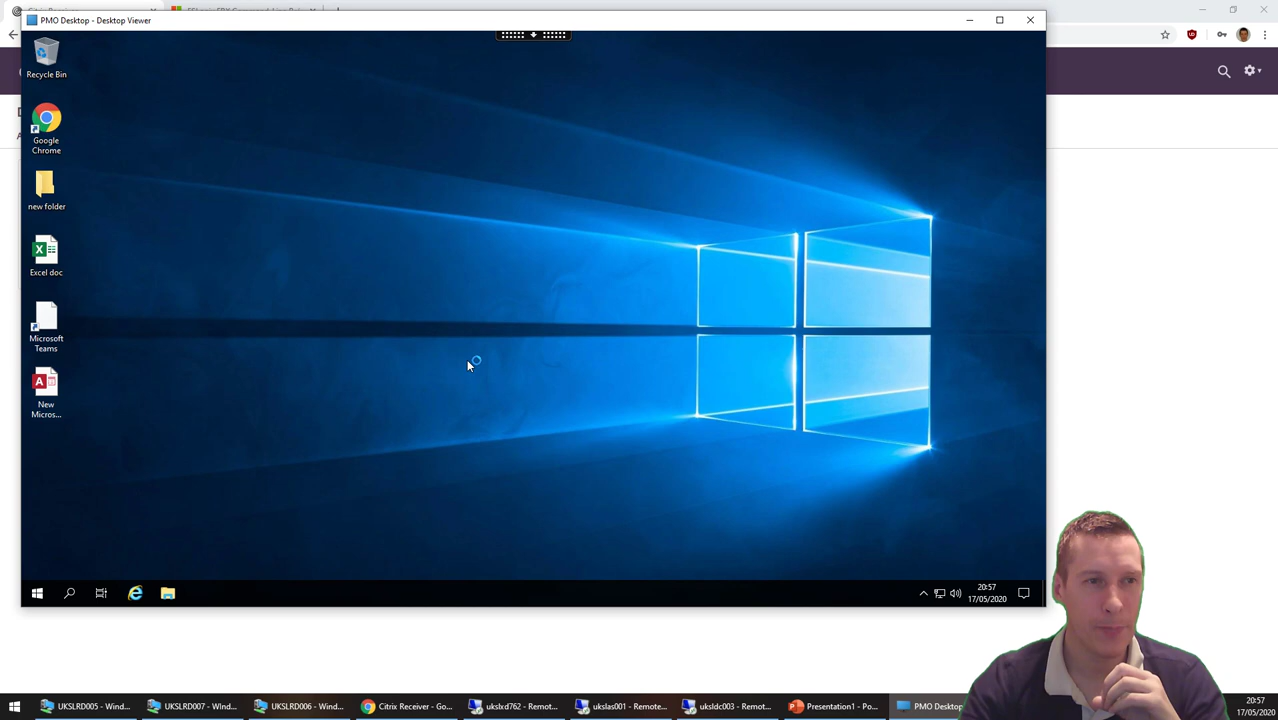 Citrix Receiver
PMO Desktop - Desktop Viewer
Recycle Bin
Google
Chrome
new folder
Excel doc
Microsoft
Teams
New
Micros...
20:57
17/05/2020
UKSLRD005 - Wind...
UKSLRD007 - WInd...
UKSLRD006 - Wind...
Citrix Receiver - Go...
ukslxd762 - Remot...
ukslas001 - Remote...
uksldc003 - Remot...
Presentation1 - Po...
PMO Desktop
20:57
17/05/2020